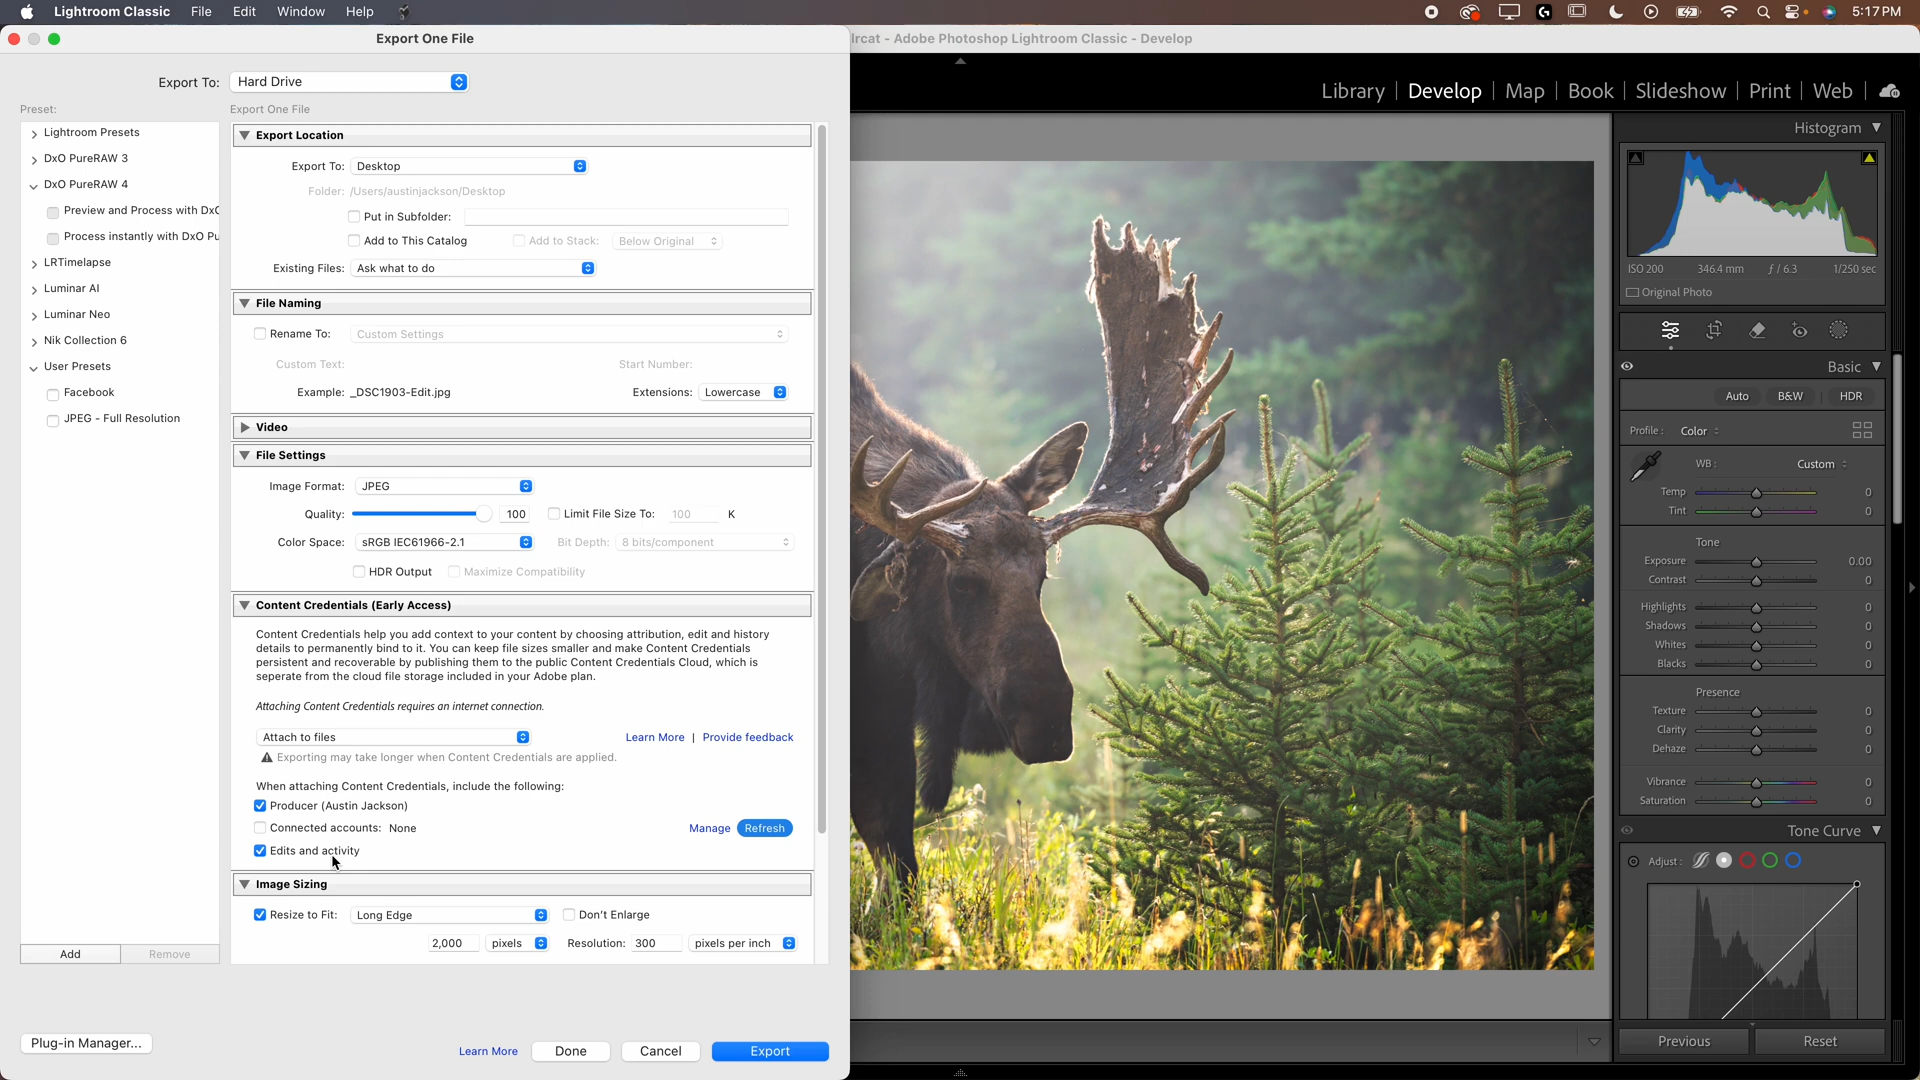 Lightroom Classic File Edit Window Help 5:17 PM
Export One File
lrcat - Adobe Photoshop Lightroom Classic - Develop
Export To: Hard Drive
Library | Develop | Map | Book | Slideshow | Print | Web
Preset:
Export One File
Lightroom Presets
DxO PureRAW 3
DxO PureRAW 4
Preview and Process with DxO
Process instantly with DxO Pu
LRTimelapse
Luminar AI
Luminar Neo
Nik Collection 6
User Presets
Facebook
JPEG - Full Resolution
Add Remove
Plug-in Manager...
Export Location
Export To: Desktop
Folder: /Users/austinjackson/Desktop
Put in Subfolder:
Add to This Catalog Add to Stack: Below Original
Existing Files: Ask what to do
File Naming
Rename To: Custom Settings
Custom Text: Start Number:
Example: _DSC1903-Edit.jpg Extensions: Lowercase
Video
File Settings
Image Format: JPEG
Quality: 100 Limit File Size To: 100 K
Color Space: sRGB IEC61966-2.1 Bit Depth: 8 bits/component
HDR Output Maximize Compatibility
Content Credentials (Early Access)
Content Credentials help you add context to your content by choosing attribution, edit and history
details to permanently bind to it. You can keep file sizes smaller and make Content Credentials
persistent and recoverable by publishing them to the public Content Credentials Cloud, which is
seperate from the cloud file storage included in your Adobe plan.
Attaching Content Credentials requires an internet connection.
Attach to files Learn More | Provide feedback
Exporting may take longer when Content Credentials are applied.
When attaching Content Credentials, include the following:
Producer (Austin Jackson)
Connected accounts: None Manage Refresh
Edits and activity
Image Sizing
Resize to Fit: Long Edge Don't Enlarge
2,000 pixels Resolution: 300 pixels per inch
Learn More Done Cancel Export
Histogram
ISO 200 346.4 mm ƒ / 6.3 1/250 sec
Original Photo
Basic
Auto B&W HDR
Profile : Color
WB : Custom
Temp 0
Tint 0
Tone
Exposure 0.00
Contrast 0
Highlights 0
Shadows 0
Whites 0
Blacks 0
Presence
Texture 0
Clarity 0
Dehaze 0
Vibrance 0
Saturation 0
Tone Curve
Adjust :
Previous Reset